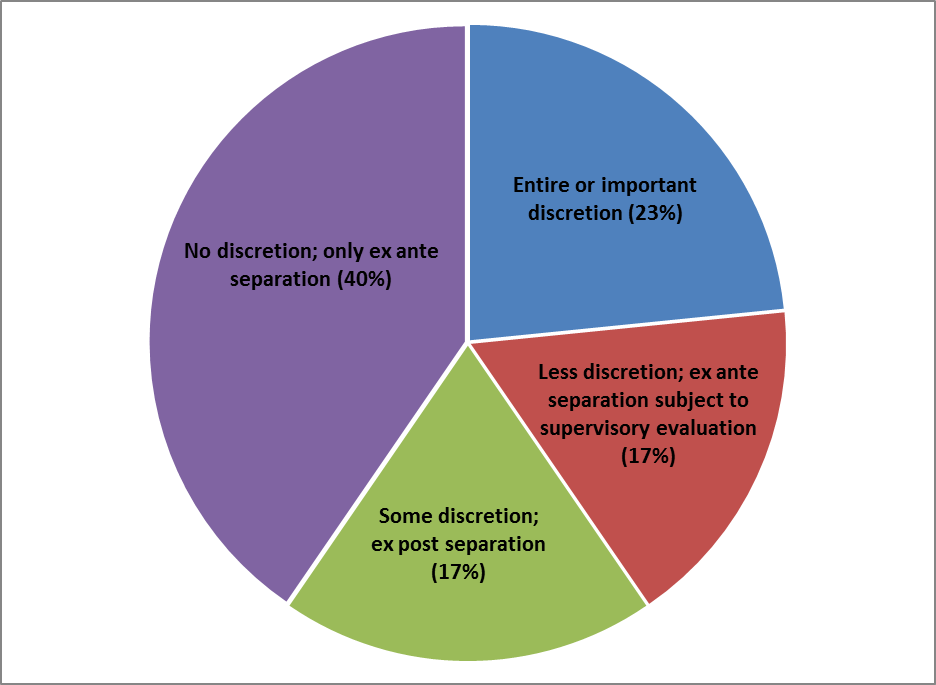 Entire or important
discretion (23%)
No discretion; only ex ante
separation (40%)
Less discretion; ex ante
separation subject to
supervisory evaluation
(17%)
Some discretion;
ex post separation
(17%)